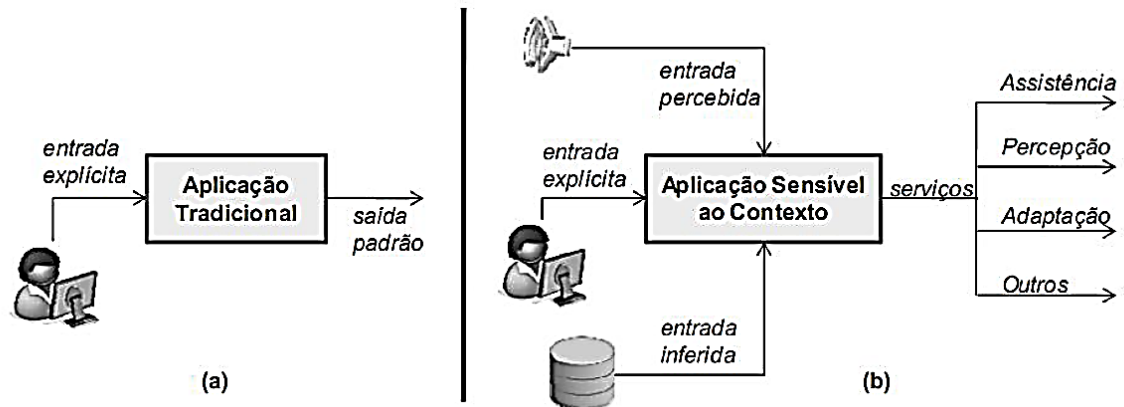 entrada
explícita
Aplicação
Tradicional
saída
padrão
(a)
entrada
percebida
entrada
explícita
Aplicação Sensível
ao Contexto
entrada
inferida
serviços
Assistência
Percepção
Adaptação
Outros
(b)